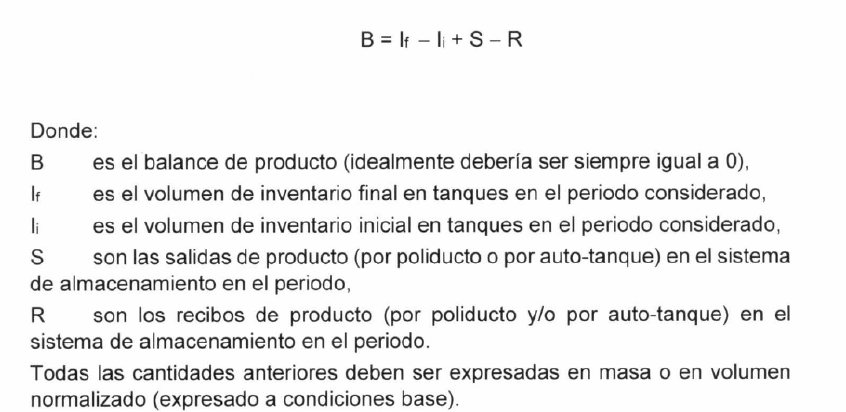 B = If – Ii + S – R
Donde:
B es el balance de producto (idealmente debería ser siempre igual a 0),
If es el volumen de inventario final en tanques en el periodo considerado,
Ii es el volumen de inventario inicial en tanques en el periodo considerado,
S son las salidas de producto (por poliducto o por auto-tanque) en el sistema
de almacenamiento en el periodo,
R son los recibos de producto (por poliducto y/o por auto-tanque) en el
sistema de almacenamiento en el periodo.
Todas las cantidades anteriores deben ser expresadas en masa o en volumen
normalizado (expresado a condiciones base).